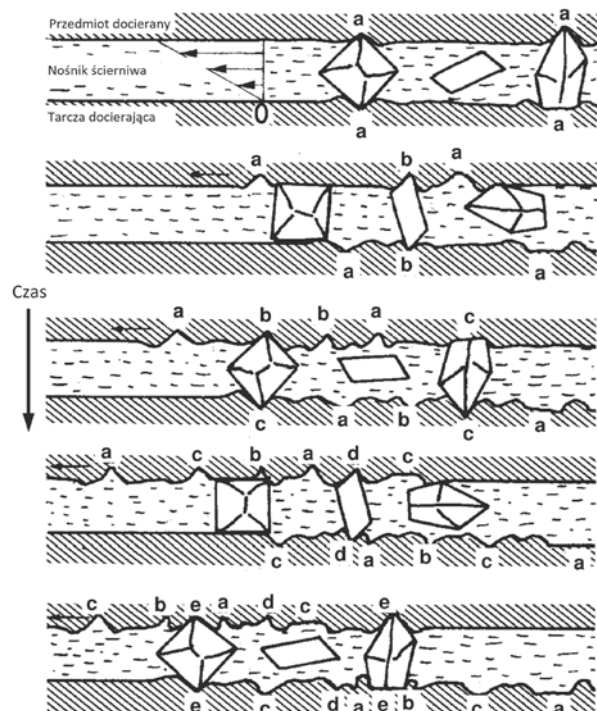 Przedmiot docierany a a
Nośnik ścierniwa
Tarcza docierająca O a a
a b a
a b a
Czas
a b b a c
c a b c a
a c b a d c
c d a b c a
c b e a d c e
e c d a e b c a